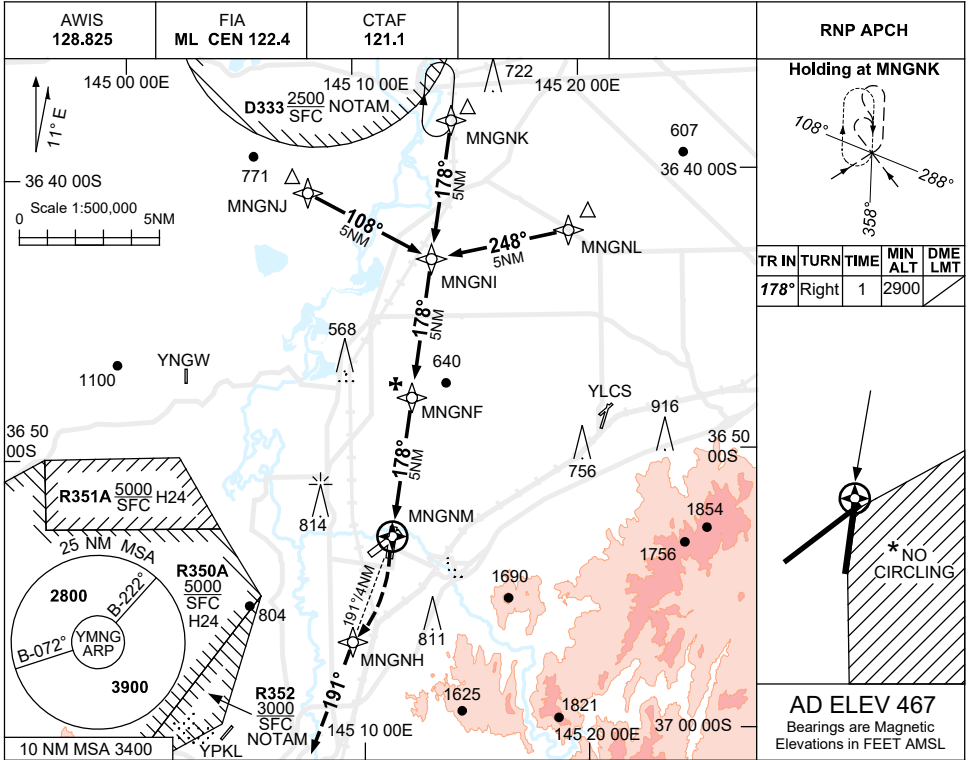 AWIS
128.825
FIA
ML CEN 122.4
CTAF
121.1
RNP APCH
11° E
145 00 00E
145 10 00E
145 20 00E
722
D333 2500 NOTAM
SFC
MNGNK
607
36 40 00S
36 40 00S
771
MNGNJ
178°
5NM
Scale 1:500,000
0
5NM
108°
5NM
248°
5NM
MNGNL
MNGNI
178°
5NM
568
1100
YNGW
640
MNGNF
YLCS
916
756
36 50
00S
36 50
00S
178°
5NM
R351A 5000 H24
SFC
814
MNGNM
1854
1756
25 NM MSA
2800
B-222°
B-072°
YMNG
ARP
3900
R350A
5000
SFC
H24
804
191°/4NM
1690
811
MNGNH
191°
R352
3000
SFC
NOTAM
1625
1821
145 10 00E
145 20 00E
37 00 00S
YPKL
10 NM MSA 3400
Holding at MNGNK
108°
288°
358°
TR IN
TURN
TIME
MIN
ALT
DME
LMT
178°
Right
1
2900
* NO
CIRCLING
AD ELEV 467
Bearings are Magnetic
Elevations in FEET AMSL